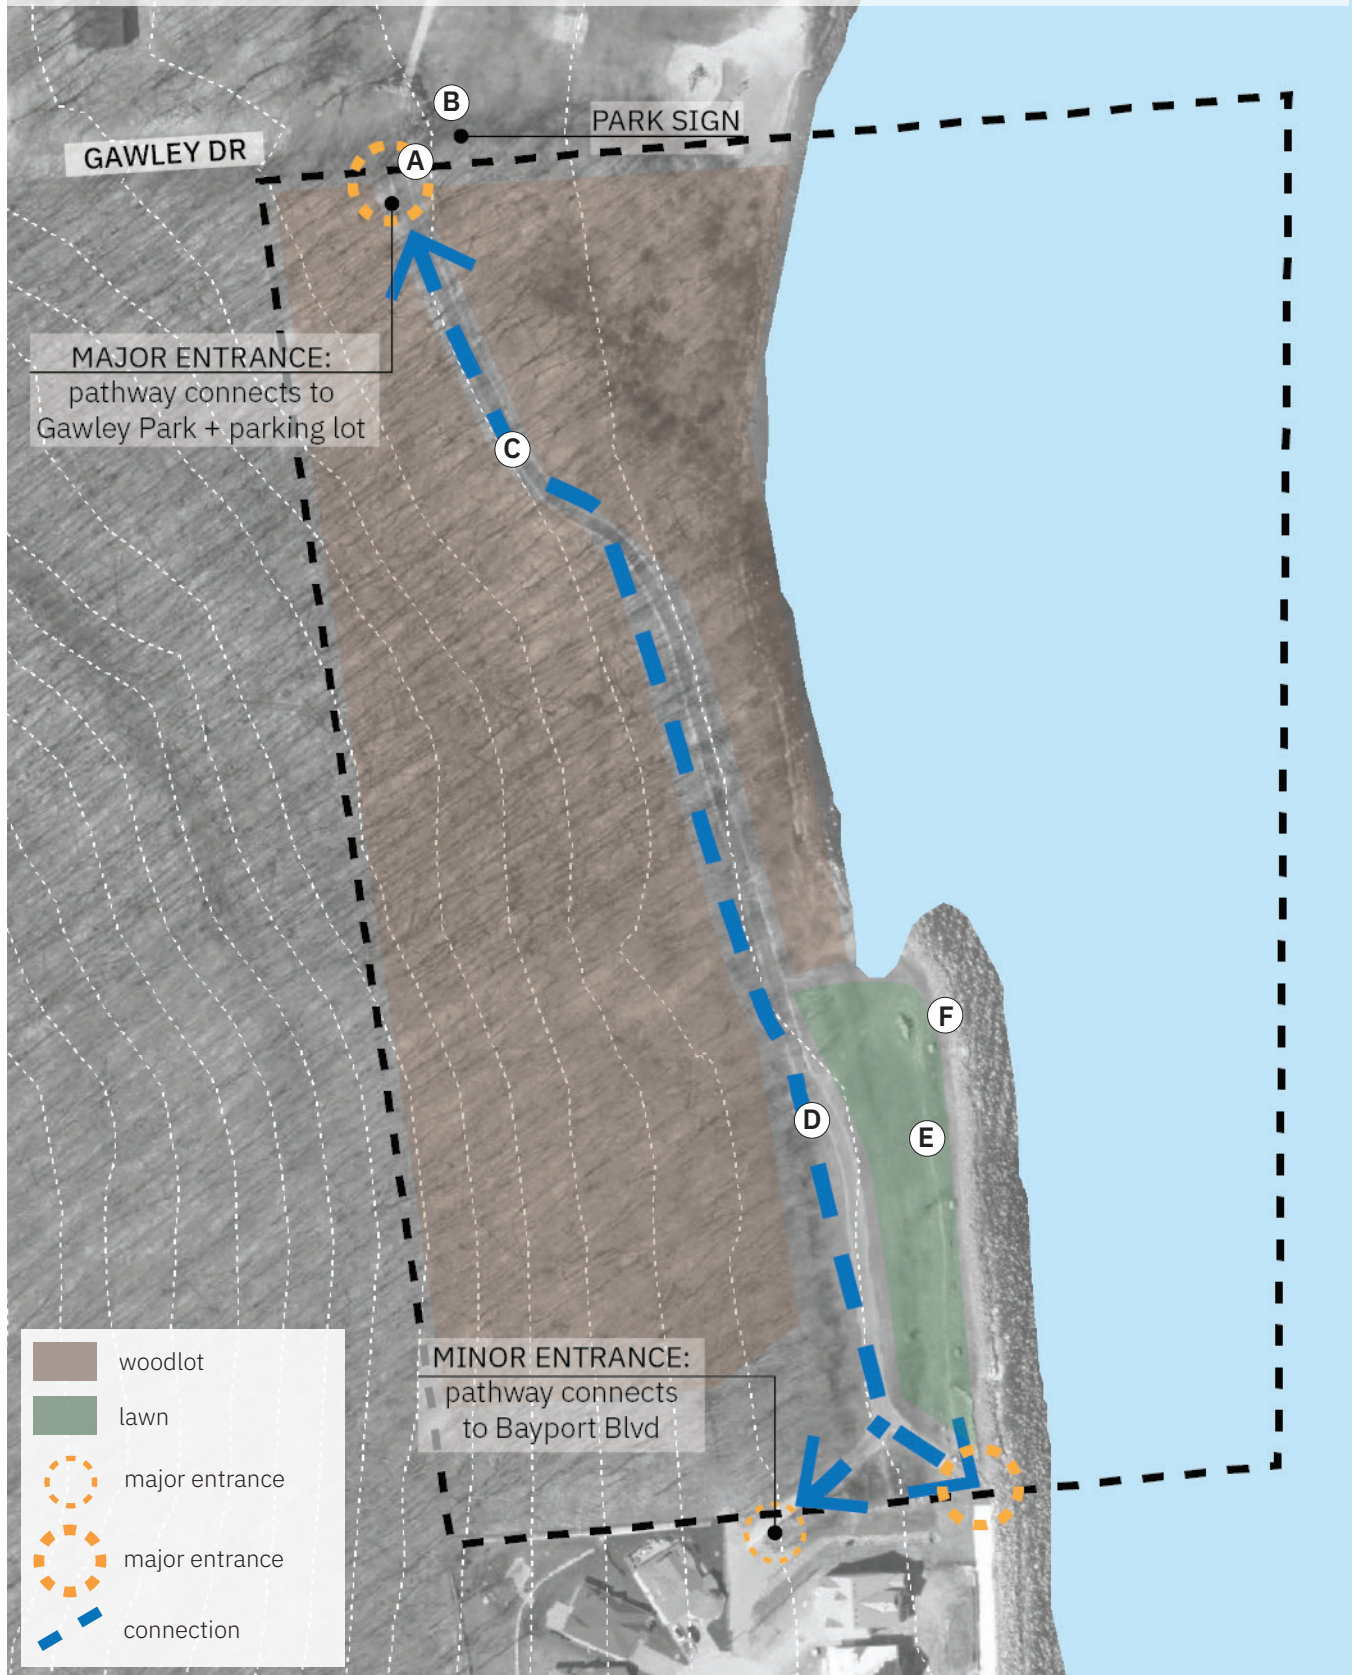 B
PARK SIGN
GAWLEY DR
A
MAJOR ENTRANCE:
pathway connects to
Gawley Park + parking lot
C
F
D
E
MINOR ENTRANCE:
pathway connects
to Bayport Blvd
woodlot
lawn
major entrance
major entrance
connection